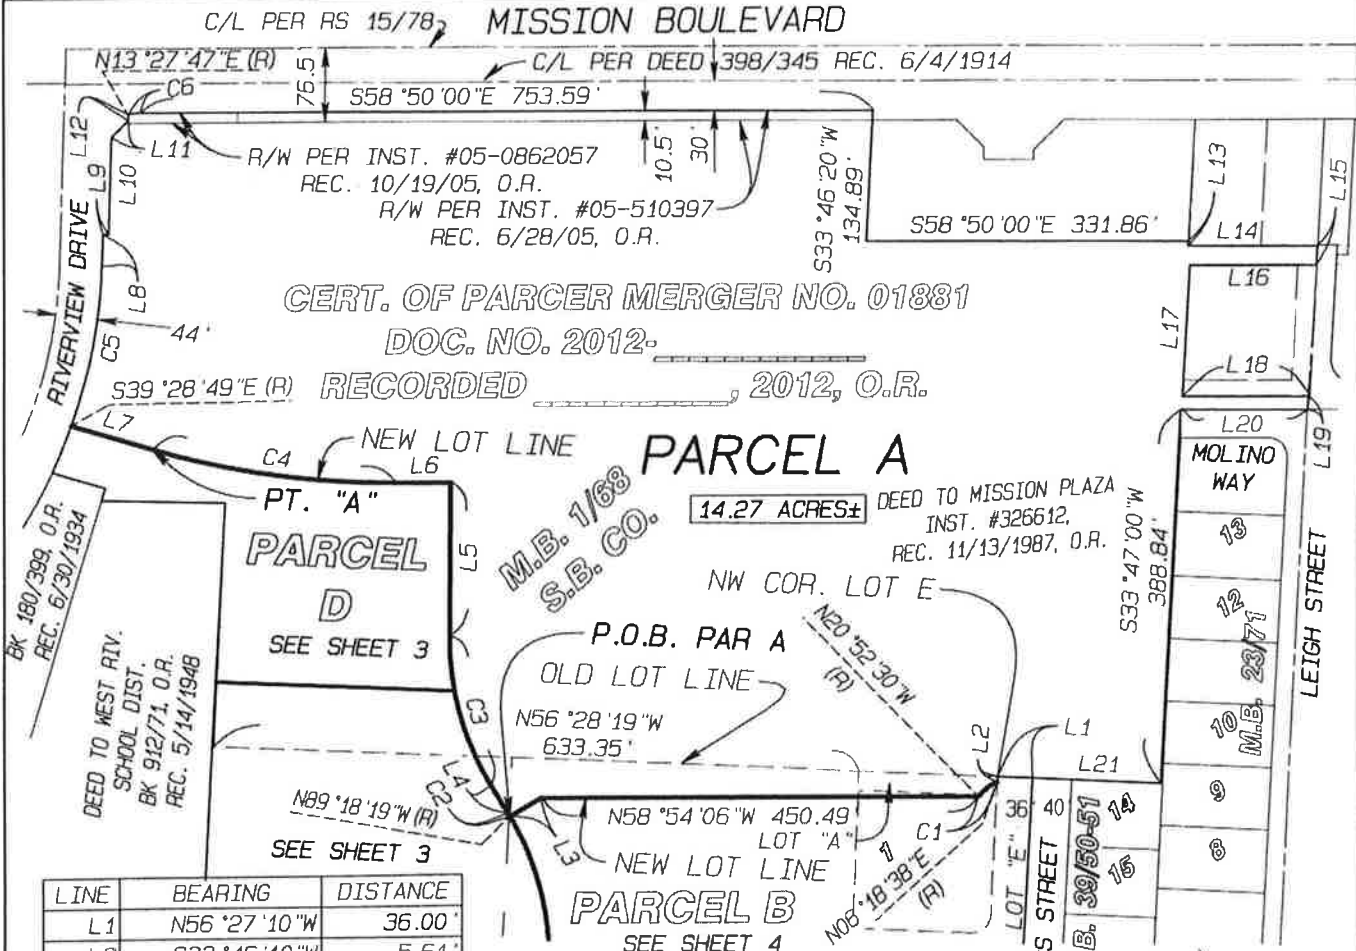 C/L PER RS 15/78
MISSION BOULEVARD
N13°27'47"E (R)
C/L PER DEED 398/345 REC. 6/4/1914
C6
76.5'
S58°50'00"E 753.59'
L12
L11
L9
L10
R/W PER INST. #05-0862057
REC. 10/19/05, O.R.
10.5'
30'
R/W PER INST. #05-510397
REC. 6/28/05, O.R.
S33°46'20"W
134.89'
S58°50'00"E 331.86'
L13
L14
L15
L16
L17
L18
RIVERVIEW DRIVE
L8
C5
44'
CERT. OF PARCER MERGER NO. 01881
DOC. NO. 2012-
RECORDED ________, 2012, O.R.
S39°28'49"E (R)
L7
C4
L6
NEW LOT LINE
PARCEL A
14.27 ACRES±
DEED TO MISSION PLAZA
INST. #326612,
REC. 11/13/1987, O.R.
L20
L19
MOLINO
WAY
PT. "A"
PARCEL
D
SEE SHEET 3
L5
M.B. 1/68
S.B. CO.
NW COR. LOT E
S33°47'00"W
388.84'
13
12
10
9
8
M.B. 23/71
LEIGH STREET
BK 180/399, O.R.
REC. 6/30/1934
DEED TO WEST RIV.
SCHOOL DIST.
BK 912/71, O.R.
REC. 5/14/1948
P.O.B. PAR A
OLD LOT LINE
N20°52'30"W
(R)
C3
N56°28'19"W
633.35'
L2
L1
L21
L4
C2
N89°18'19"W (R)
SEE SHEET 3
L3
N58°54'06"W 450.49
LOT "A"
C1
1
36'
40
14
15
NEW LOT LINE
PARCEL B
SEE SHEET 4
N08°18'38"E
(R)
LOT "E"
S STREET
B. 39/50-51
LINE BEARING DISTANCE
L1 N56°27'10"W 36.00'